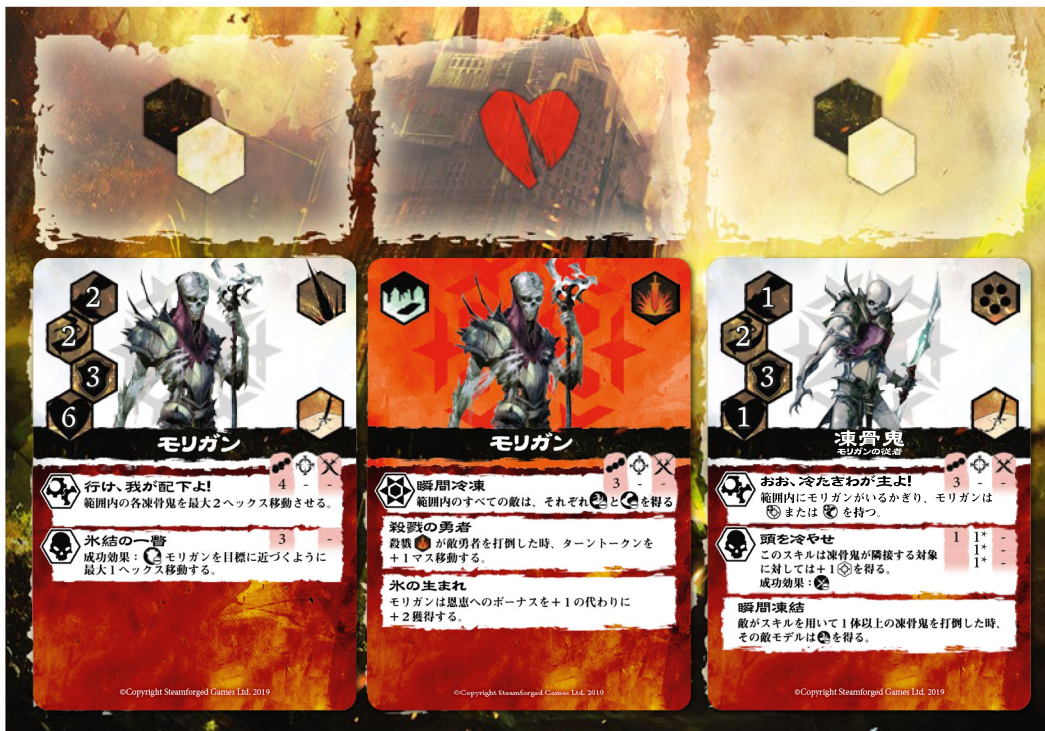 2
2
3
6
モリガン
行け、我が配下よ!
4 - -
範囲内の各凍骨鬼を最大2ヘックス移動させる。
氷結の一瞥
3 -
成功効果: モリガンを目標に近づくように
最大1ヘックス移動する。
©Copyright Steamforged Games Ltd. 2019
モリガン
瞬間冷凍
3 - -
範囲内のすべての敵は、それぞれ と を得る
殺戮の勇者
殺戮 が敵勇者を打倒した時、ターントークンを
+1マス移動する。
氷の生まれ
モリガンは恩恵へのボーナスを+1の代わりに
+2獲得する。
©Copyright Steamforged Games Ltd. 2019
1
2
3
1
凍骨鬼
モリガンの従者
おお、冷たきわが主よ!
3 - -
範囲内にモリガンがいるかぎり、モリガンは
または を持つ。
頭を冷やせ
1 1* -
このスキルは凍骨鬼が隣接する対象
1* -
に対しては+1 を得る。
1* -
成功効果:
瞬間凍結
敵がスキルを用いて1体以上の凍骨鬼を打倒した時、
その敵モデルは を得る。
©Copyright Steamforged Games Ltd. 2019